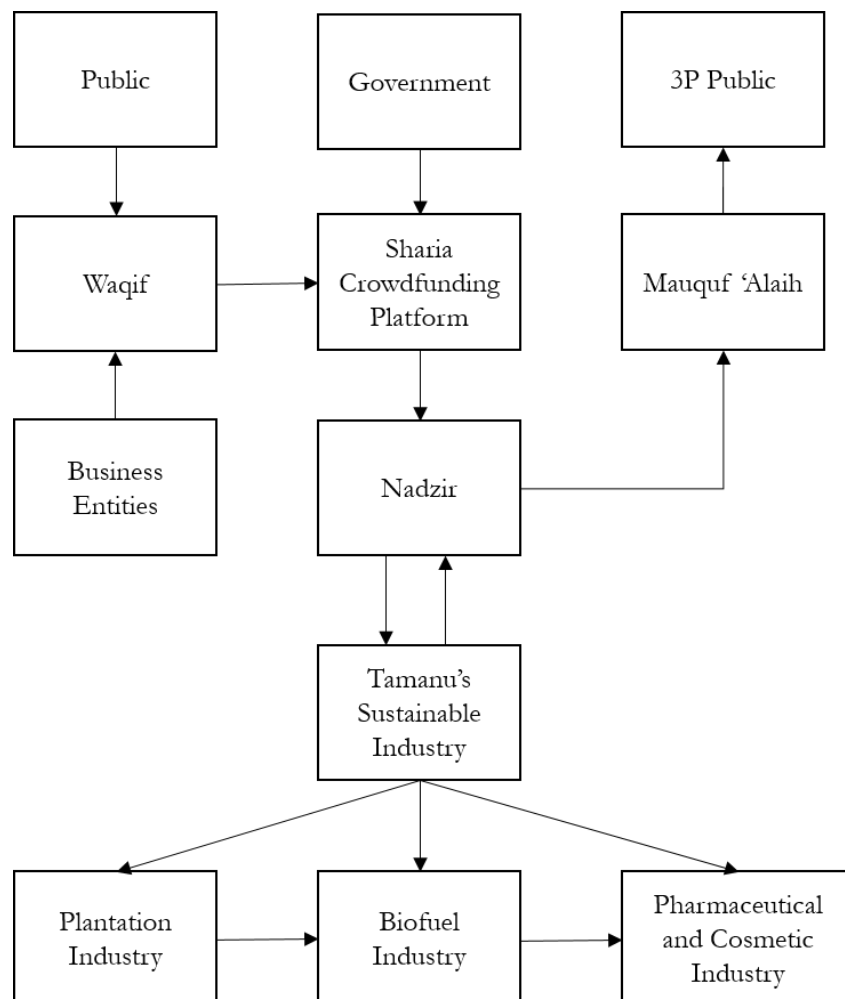 Public
Government
3P Public
Waqif
Sharia
Crowdfunding
Platform
Mauquf ‘Alaih
Business
Entities
Nadzir
Tamanu’s
Sustainable
Industry
Plantation
Industry
Biofuel
Industry
Pharmaceutical
and Cosmetic
Industry